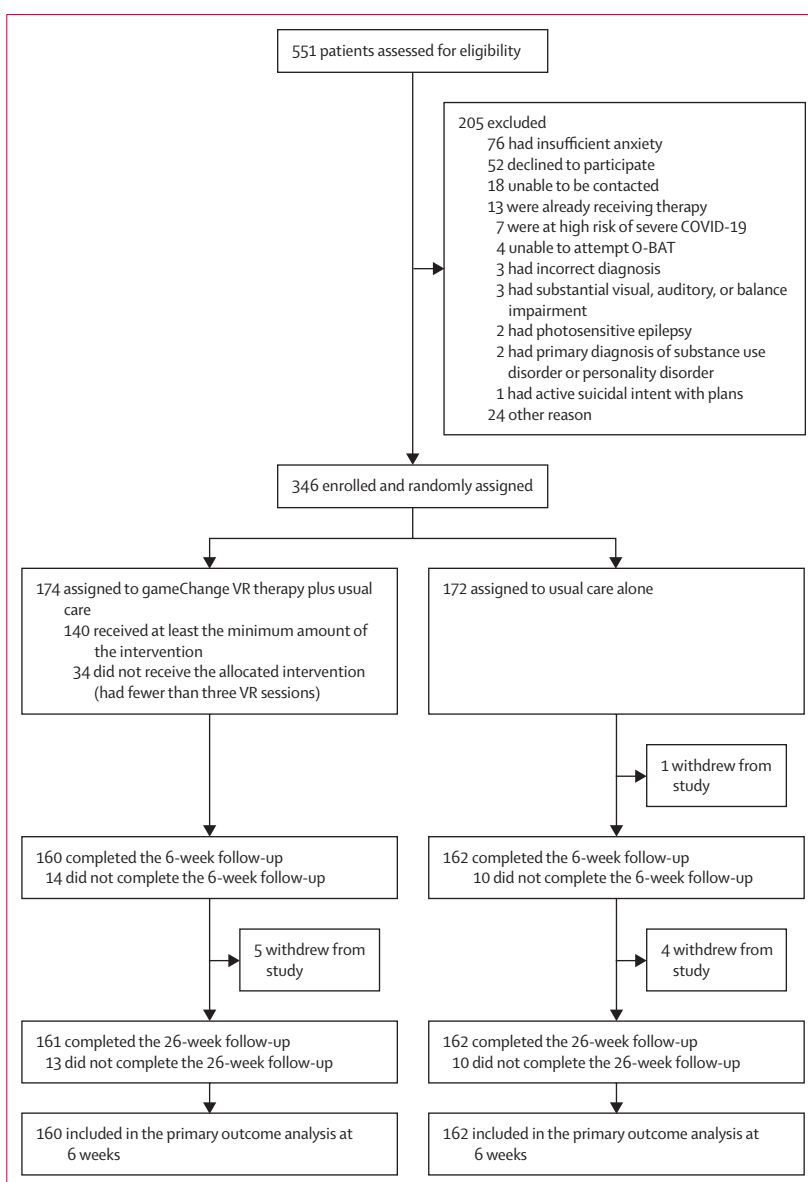 551 patients assessed for eligibility
205 excluded
76 had insufficient anxiety
52 declined to participate
18 unable to be contacted
13 were already receiving therapy
7 were at high risk of severe COVID-19
4 unable to attempt O-BAT
3 had incorrect diagnosis
3 had substantial visual, auditory, or balance
impairment
2 had photosensitive epilepsy
2 had primary diagnosis of substance use
disorder or personality disorder
1 had active suicidal intent with plans
24 other reason
346 enrolled and randomly assigned
174 assigned to gameChange VR therapy plus usual
care
140 received at least the minimum amount of
the intervention
34 did not receive the allocated intervention
(had fewer than three VR sessions)
172 assigned to usual care alone
1 withdrew from
study
160 completed the 6-week follow-up
14 did not complete the 6-week follow-up
162 completed the 6-week follow-up
10 did not complete the 6-week follow-up
5 withdrew from
study
4 withdrew from
study
161 completed the 26-week follow-up
13 did not complete the 26-week follow-up
162 completed the 26-week follow-up
10 did not complete the 26-week follow-up
160 included in the primary outcome analysis at
6 weeks
162 included in the primary outcome analysis at
6 weeks